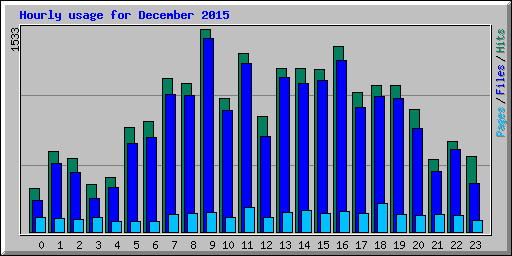 Hourly usage for December 2015
1533
0 1 2 3 4 5 6 7 8 9 10 11 12 13 14 15 16 17 18 19 20 21 22 23
Pages/Files/Hits